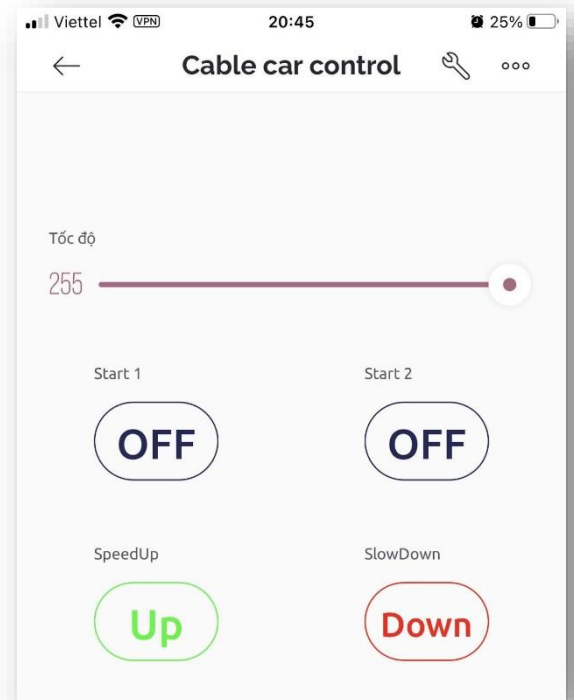 Viettel VPN 20:45 25%
Cable car control
Tốc độ
255
Start 1 Start 2
OFF OFF
SpeedUp SlowDown
Up Down